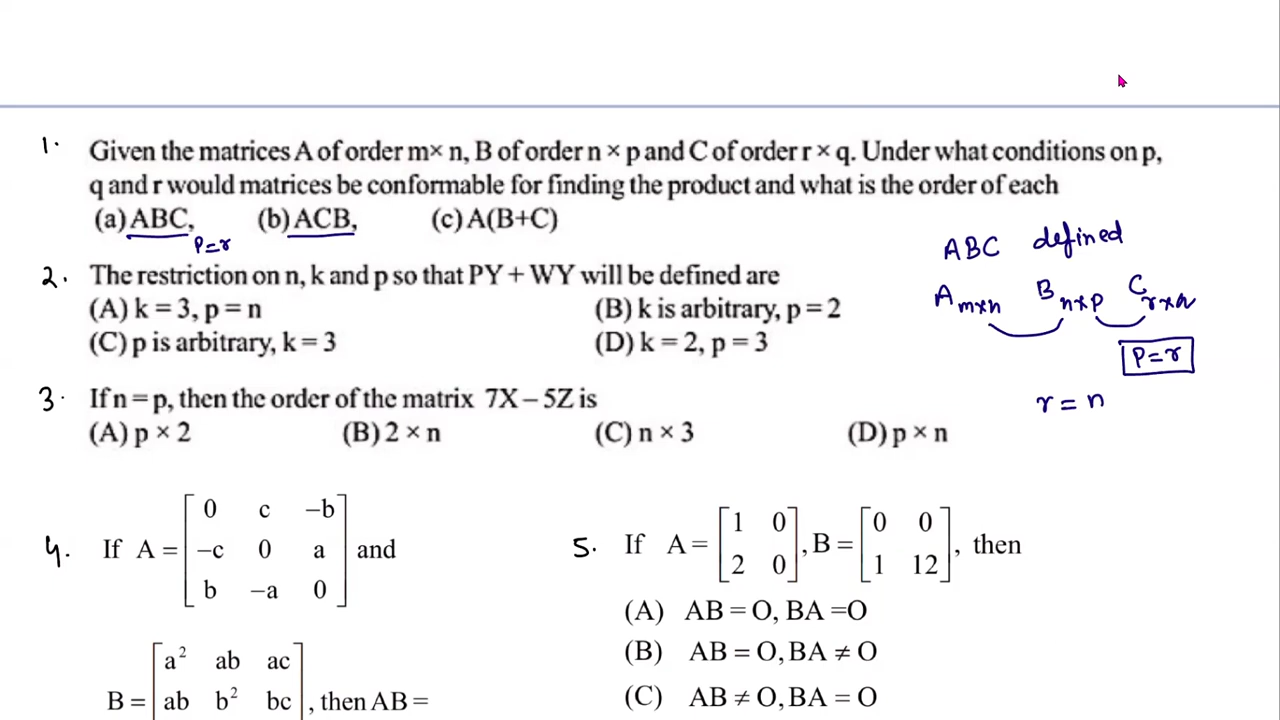 1. Given the matrices A of order m× n, B of order n × p and C of order r × q. Under what conditions on p,
q and r would matrices be conformable for finding the product and what is the order of each
(a) ABC, (b) ACB, (c) A(B+C)
P=r
ABC defined
A m×n B n×p C r×q
P=r
r = n
2. The restriction on n, k and p so that PY + WY will be defined are
(A) k = 3, p = n (B) k is arbitrary, p = 2
(C) p is arbitrary, k = 3 (D) k = 2, p = 3
3. If n = p, then the order of the matrix 7X – 5Z is
(A) p × 2 (B) 2 × n (C) n × 3 (D) p × n
4. If A = [0 c –b
–c 0 a
b –a 0] and
B = [a² ab ac
ab b² bc], then AB =
5. If A = [1 0
2 0], B = [0 0
1 12], then
(A) AB = O, BA =O
(B) AB = O, BA ≠ O
(C) AB ≠ O, BA = O